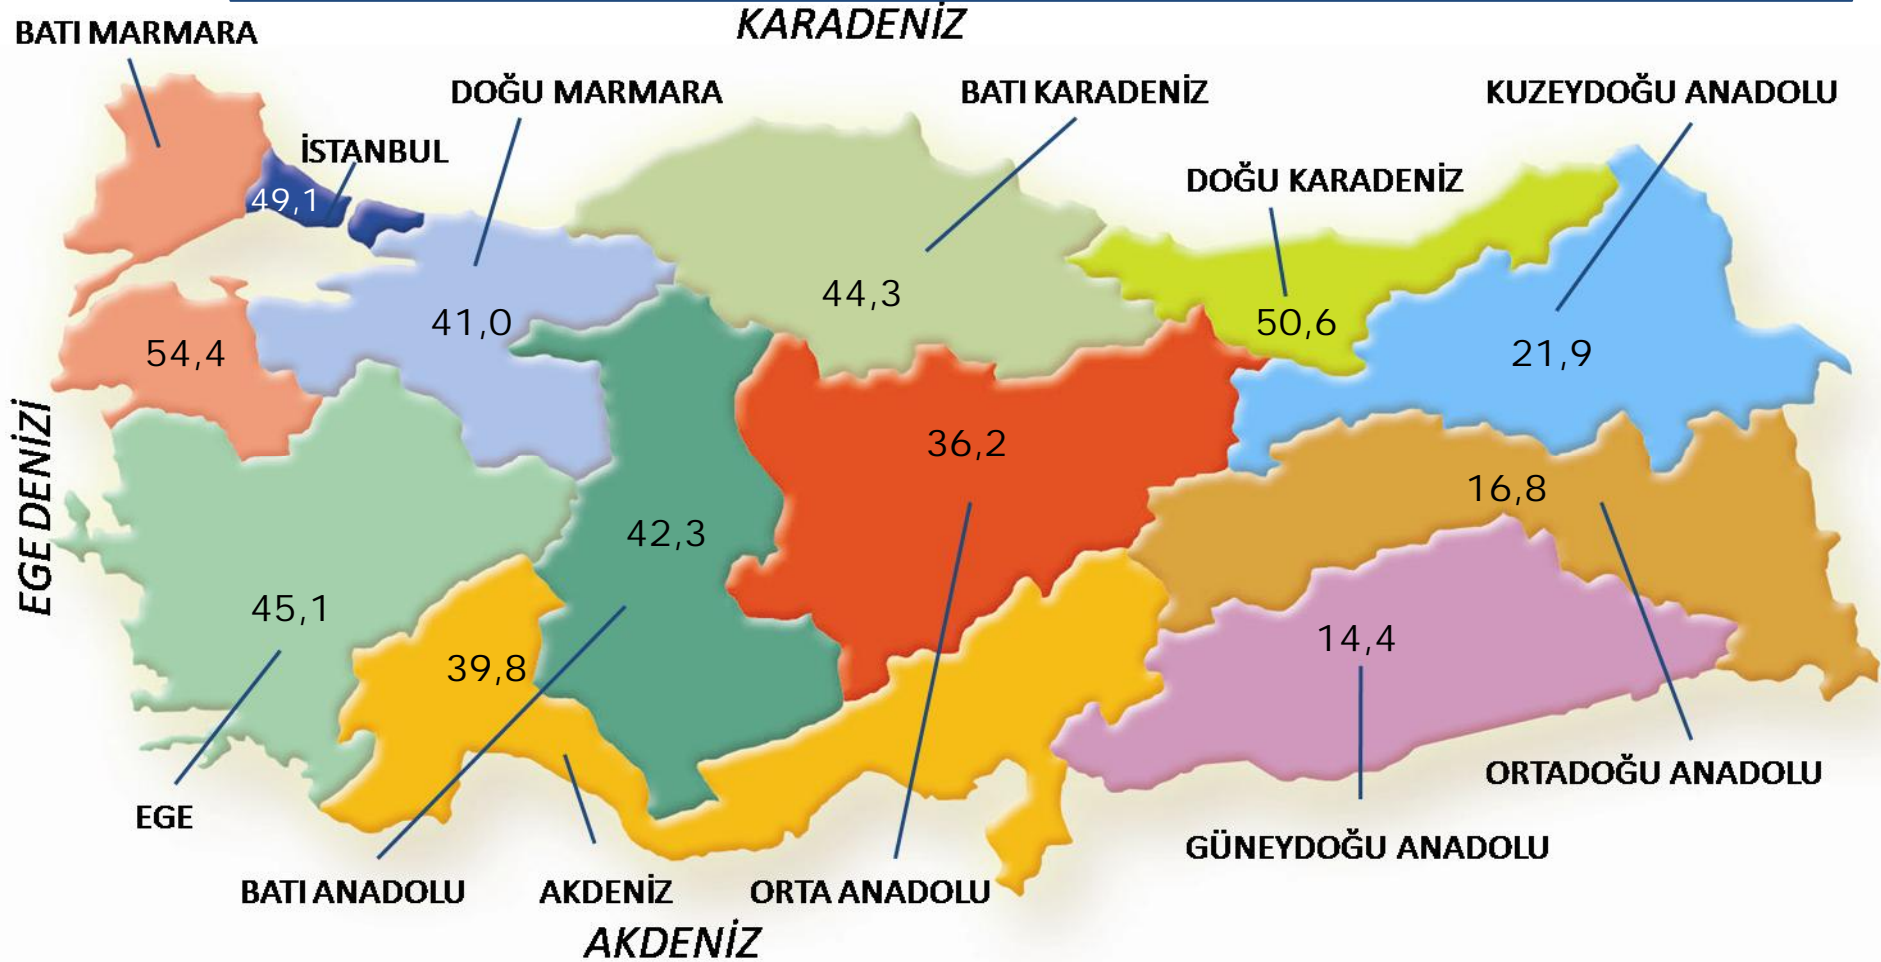 KARADENİZ
BATI MARMARA
DOĞU MARMARA
BATI KARADENİZ
KUZEYDOĞU ANADOLU
İSTANBUL
DOĞU KARADENİZ
49,1
44,3
41,0
50,6
54,4
21,9
36,2
16,8
42,3
EGE DENİZİ
45,1
14,4
39,8
ORTADOĞU ANADOLU
EGE
GÜNEYDOĞU ANADOLU
BATI ANADOLU
AKDENİZ
ORTA ANADOLU
AKDENİZ